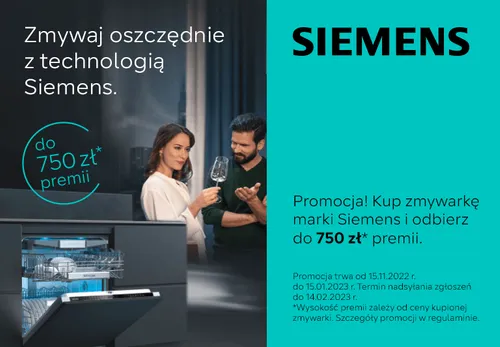 Zmywaj oszczędnie
z technologią
Siemens.
do
750 zł*
premii
SIEMENS
Promocja! Kup zmywarkę
marki Siemens i odbierz
do 750 zł* premii.
Promocja trwa od 15.11.2022 r.
do 15.01.2023 r. Termin nadsyłania zgłoszeń
do 14.02.2023 r.
*Wysokość premii zależy od ceny kupionej
zmywarki. Szczegóły promocji w regulaminie.